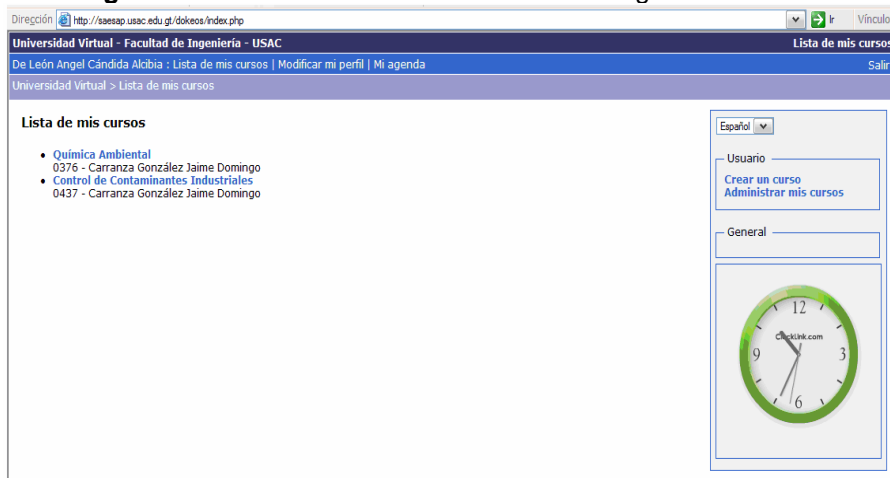 Dirección http://saesap.usac.edu.gt/dokeos/index.php Ir Vínculo
Universidad Virtual - Facultad de Ingeniería - USAC Lista de mis cursos
De León Angel Cándida Alcibia : Lista de mis cursos | Modificar mi perfil | Mi agenda Salir
Universidad Virtual > Lista de mis cursos
Lista de mis cursos
Química Ambiental
0376 - Carranza González Jaime Domingo
Control de Contaminantes Industriales
0437 - Carranza González Jaime Domingo
Español
Usuario
Crear un curso
Administrar mis cursos
General
12
ClockLink.com
9 3
6